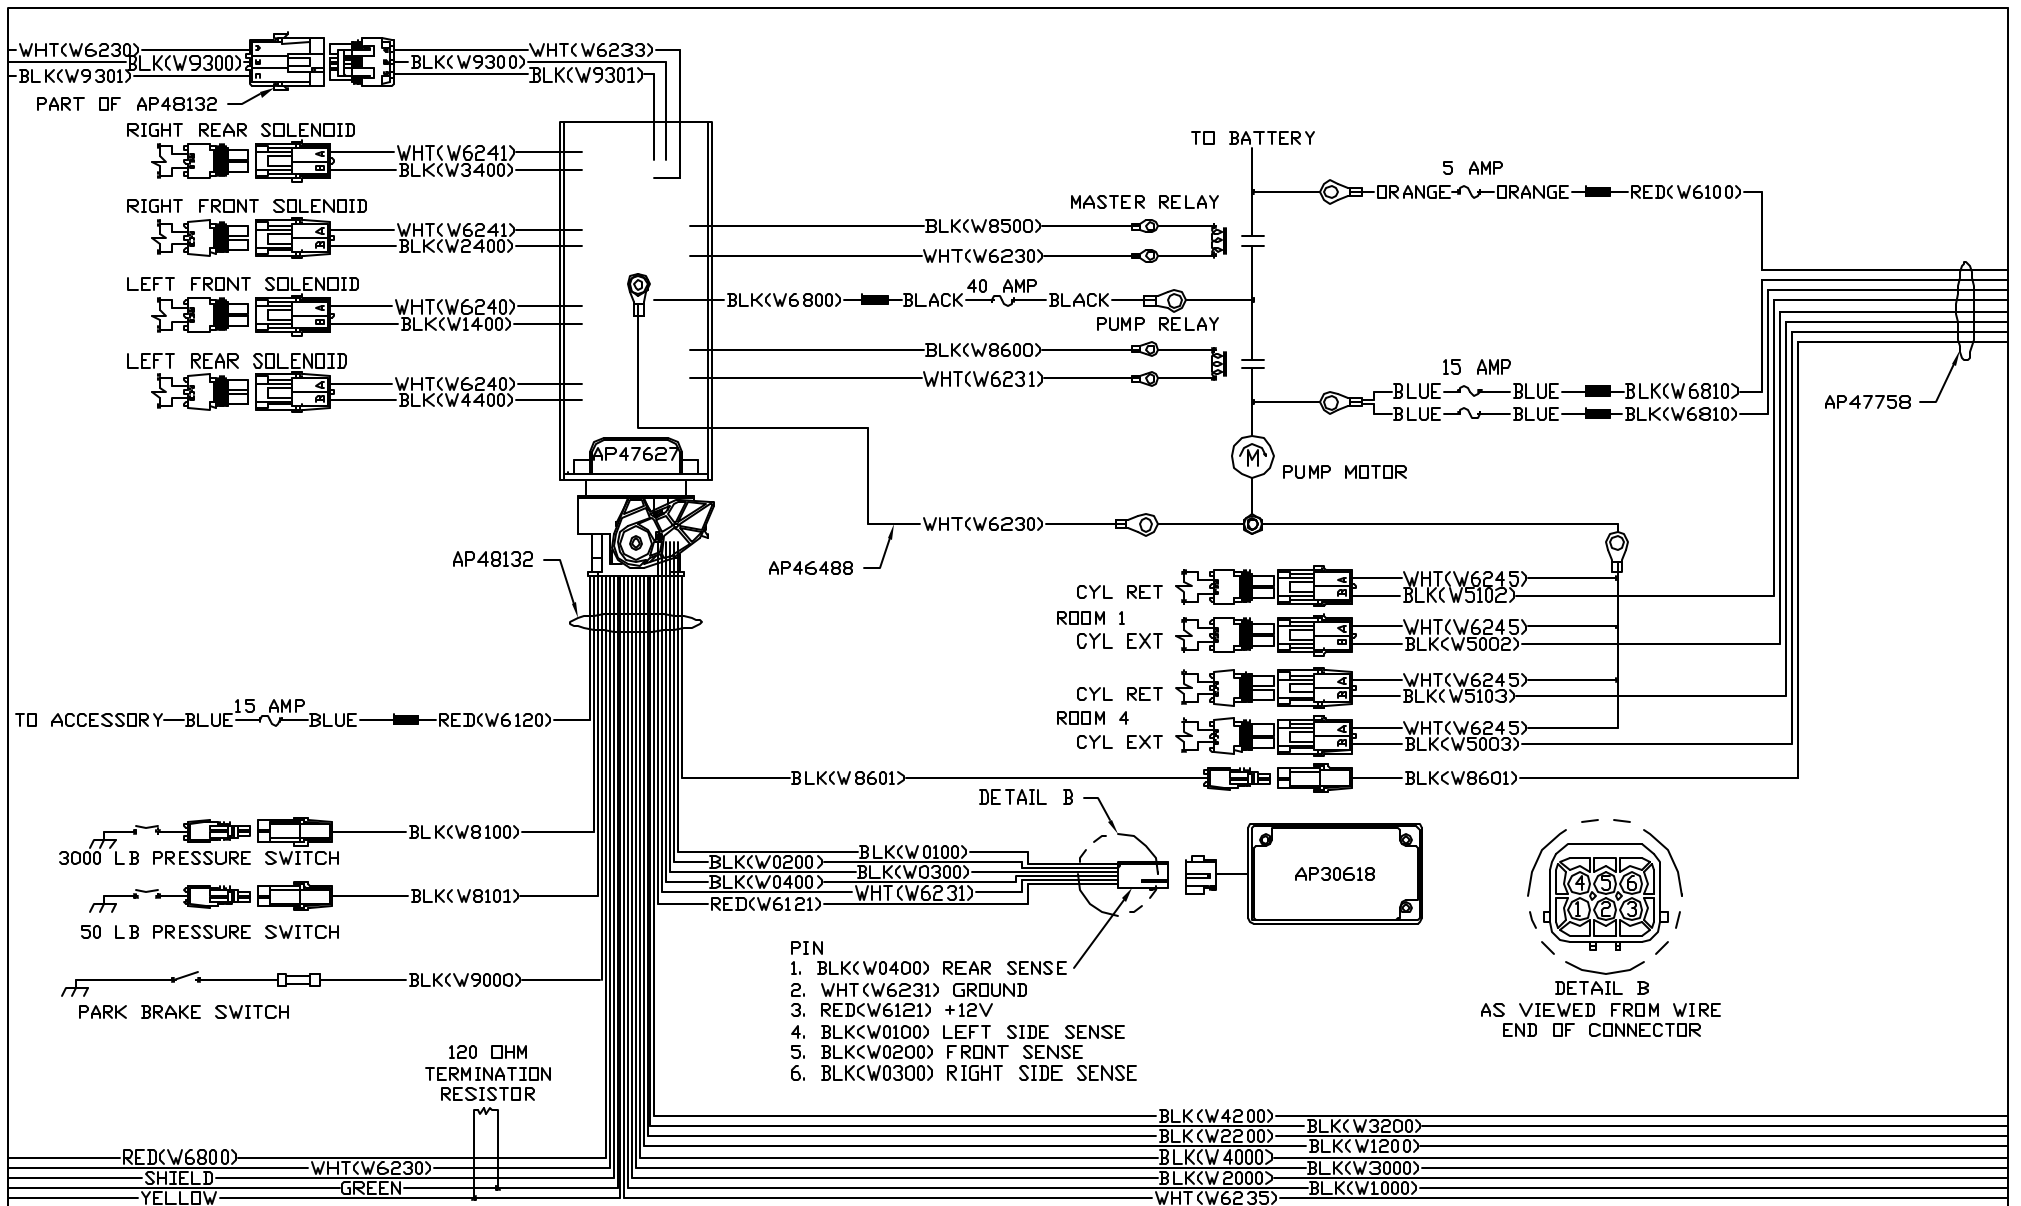 WHT(W6230)
BLK(W9300)
BLK(W9301)
WHT(W6233)
BLK(W9300)
BLK(W9301)
PART OF AP48132
RIGHT REAR SOLENOID
A
B
WHT(W6241)
BLK(W3400)
RIGHT FRONT SOLENOID
A
B
WHT(W6241)
BLK(W2400)
LEFT FRONT SOLENOID
A
B
WHT(W6240)
BLK(W1400)
LEFT REAR SOLENOID
A
B
WHT(W6240)
BLK(W4400)
AP47627
TO BATTERY
5 AMP
ORANGE ORANGE RED(W6100)
MASTER RELAY
BLK(W8500)
WHT(W6230)
40 AMP
BLK(W6800) BLACK BLACK
PUMP RELAY
BLK(W8600)
WHT(W6231)
15 AMP
BLUE BLUE BLK(W6810)
BLUE BLUE BLK(W6810)
AP47758
M
PUMP MOTOR
WHT(W6230)
AP46488
AP48132
CYL RET
A
B
WHT(W6245)
BLK(W5102)
ROOM 1
CYL EXT
A
B
WHT(W6245)
BLK(W5002)
CYL RET
A
B
WHT(W6245)
BLK(W5103)
ROOM 4
CYL EXT
A
B
WHT(W6245)
BLK(W5003)
BLK(W8601) BLK(W8601)
15 AMP
TO ACCESSORY BLUE BLUE RED(W6120)
BLK(W8100)
3000 LB PRESSURE SWITCH
BLK(W8101)
50 LB PRESSURE SWITCH
BLK(W9000)
PARK BRAKE SWITCH
DETAIL B
BLK(W0100)
BLK(W0200)
BLK(W0300)
BLK(W0400)
WHT(W6231)
RED(W6121)
AP30618
4 5 6
1 2 3
DETAIL B
AS VIEWED FROM WIRE
END OF CONNECTOR
PIN
1. BLK(W0400) REAR SENSE
2. WHT(W6231) GROUND
3. RED(W6121) +12V
4. BLK(W0100) LEFT SIDE SENSE
5. BLK(W0200) FRONT SENSE
6. BLK(W0300) RIGHT SIDE SENSE
120 OHM
TERMINATION
RESISTOR
RED(W6800)
WHT(W6230)
SHIELD
GREEN
YELLOW
BLK(W4200)
BLK(W3200)
BLK(W2200)
BLK(W1200)
BLK(W4000)
BLK(W3000)
BLK(W2000)
BLK(W1000)
WHT(W6235)